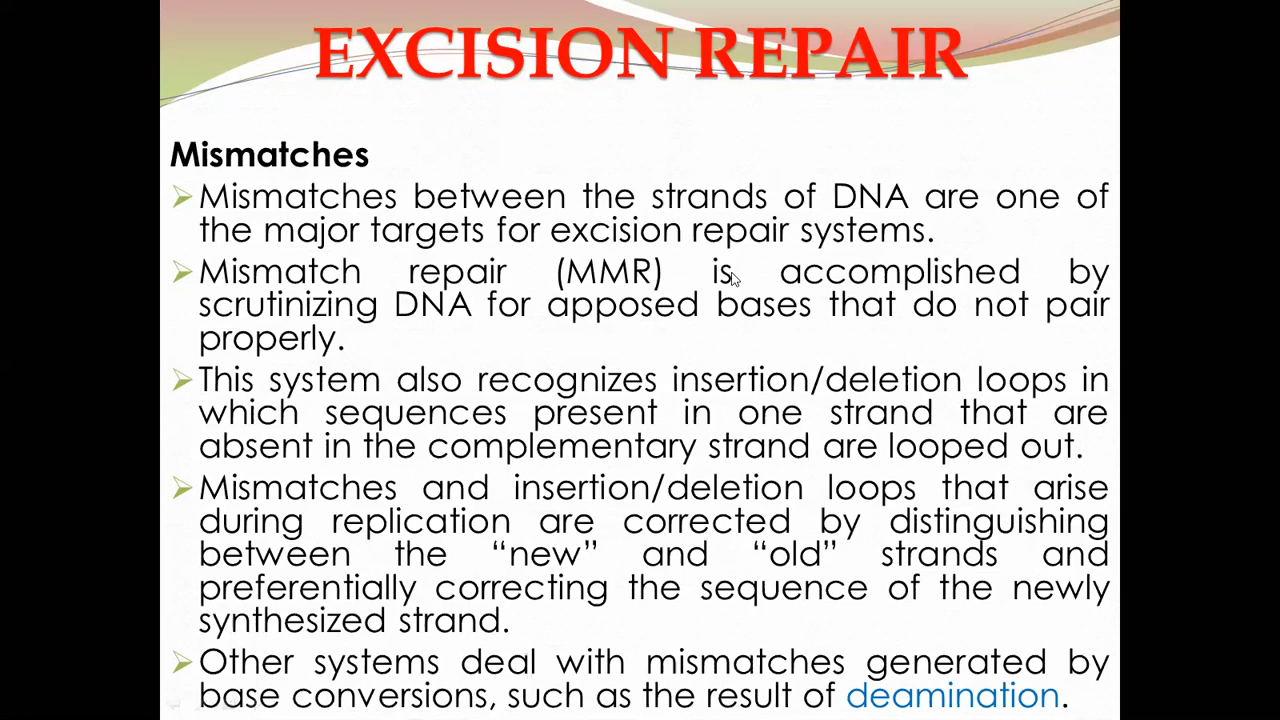 EXCISION REPAIR
Mismatches
Mismatches between the strands of DNA are one of
the major targets for excision repair systems.
Mismatch repair (MMR) is accomplished by
scrutinizing DNA for apposed bases that do not pair
properly.
This system also recognizes insertion/deletion loops in
which sequences present in one strand that are
absent in the complementary strand are looped out.
Mismatches and insertion/deletion loops that arise
during replication are corrected by distinguishing
between the “new” and “old” strands and
preferentially correcting the sequence of the newly
synthesized strand.
Other systems deal with mismatches generated by
base conversions, such as the result of deamination.